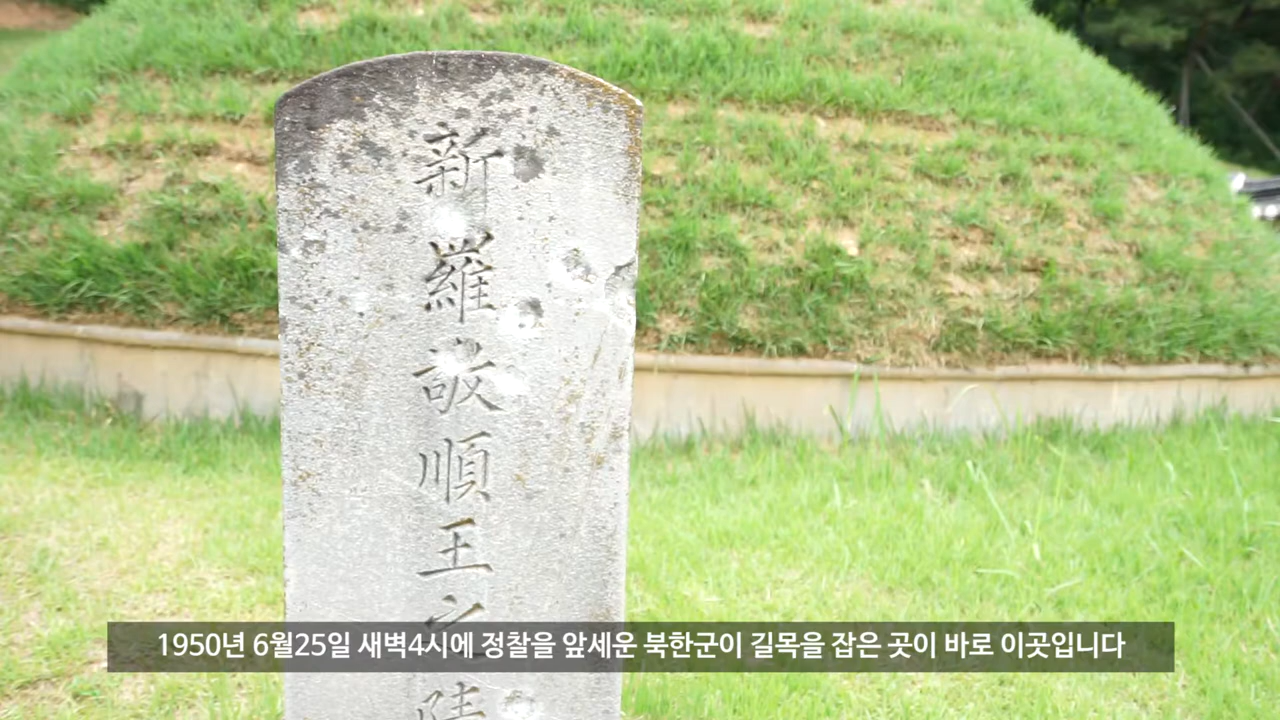 新羅敬順王之陵
1950년 6월25일 새벽4시에 정찰을 앞세운 북한군이 길목을 잡은 곳이 바로 이곳입니다